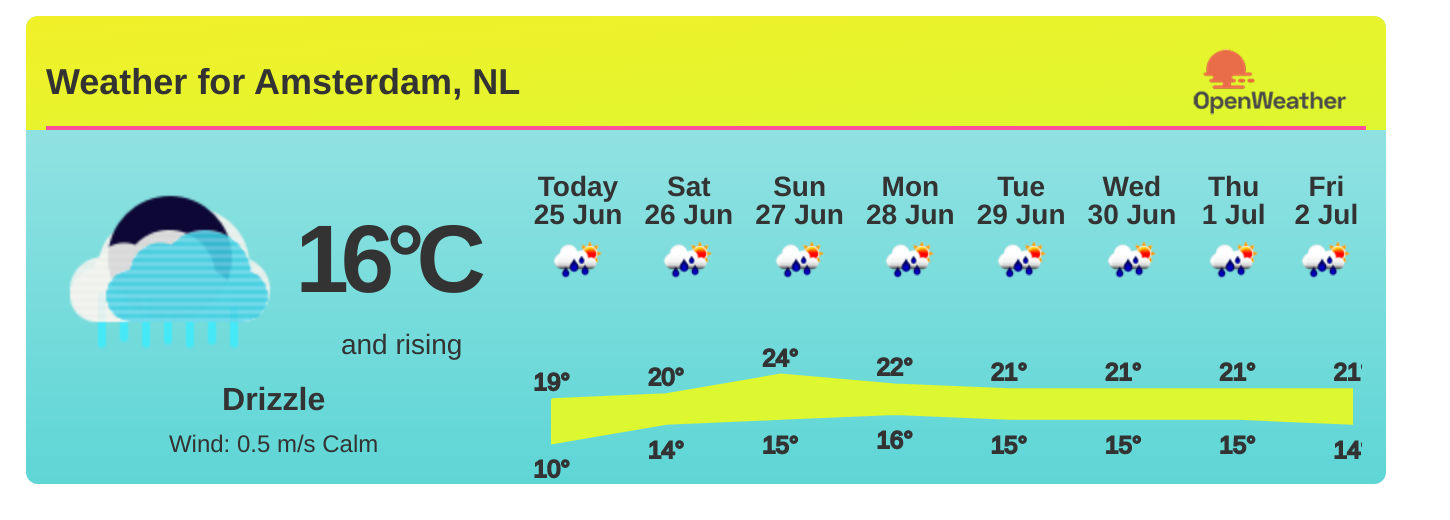 Weather for Amsterdam, NL
OpenWeather
16°C
and rising
Drizzle
Wind: 0.5 m/s Calm
Today Sat Sun Mon Tue Wed Thu Fri
25 Jun 26 Jun 27 Jun 28 Jun 29 Jun 30 Jun 1 Jul 2 Jul
19° 20° 24° 22° 21° 21° 21° 21°
10° 14° 15° 16° 15° 15° 15° 14°